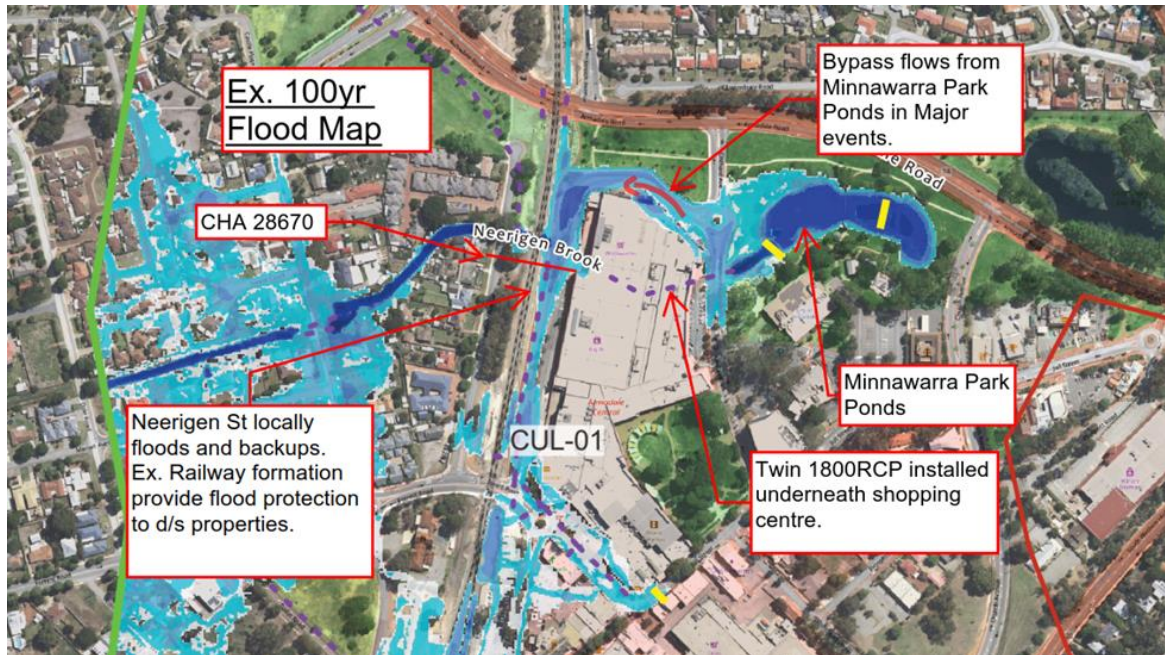 Ex. 100yr
Flood Map
Bypass flows from
Minnawarra Park
Ponds in Major
events.
Road
CHA 28670
Neerigen Brook
Minnawarra Park
Ponds
Neerigen St locally
floods and backups.
Ex. Railway formation
provide flood protection
to d/s properties.
Armadale
Central
CUL-01
Twin 1800RCP installed
underneath shopping
centre.